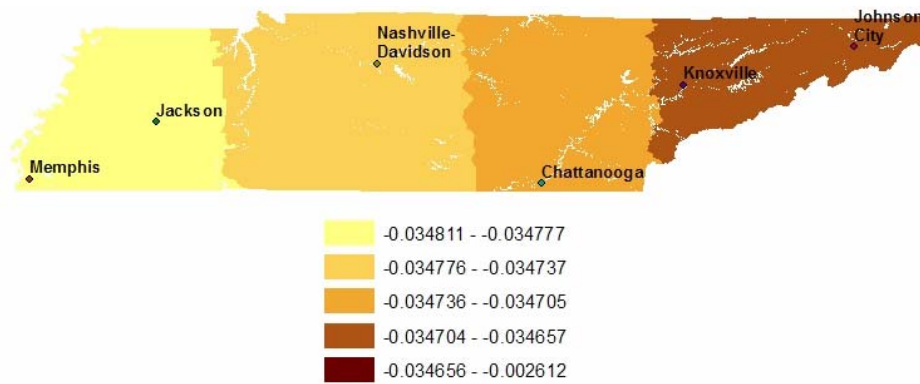 Johnson
City
Nashville-
Davidson
Knoxville
Jackson
Memphis
Chattanooga
-0.034811 - -0.034777
-0.034776 - -0.034737
-0.034736 - -0.034705
-0.034704 - -0.034657
-0.034656 - -0.002612